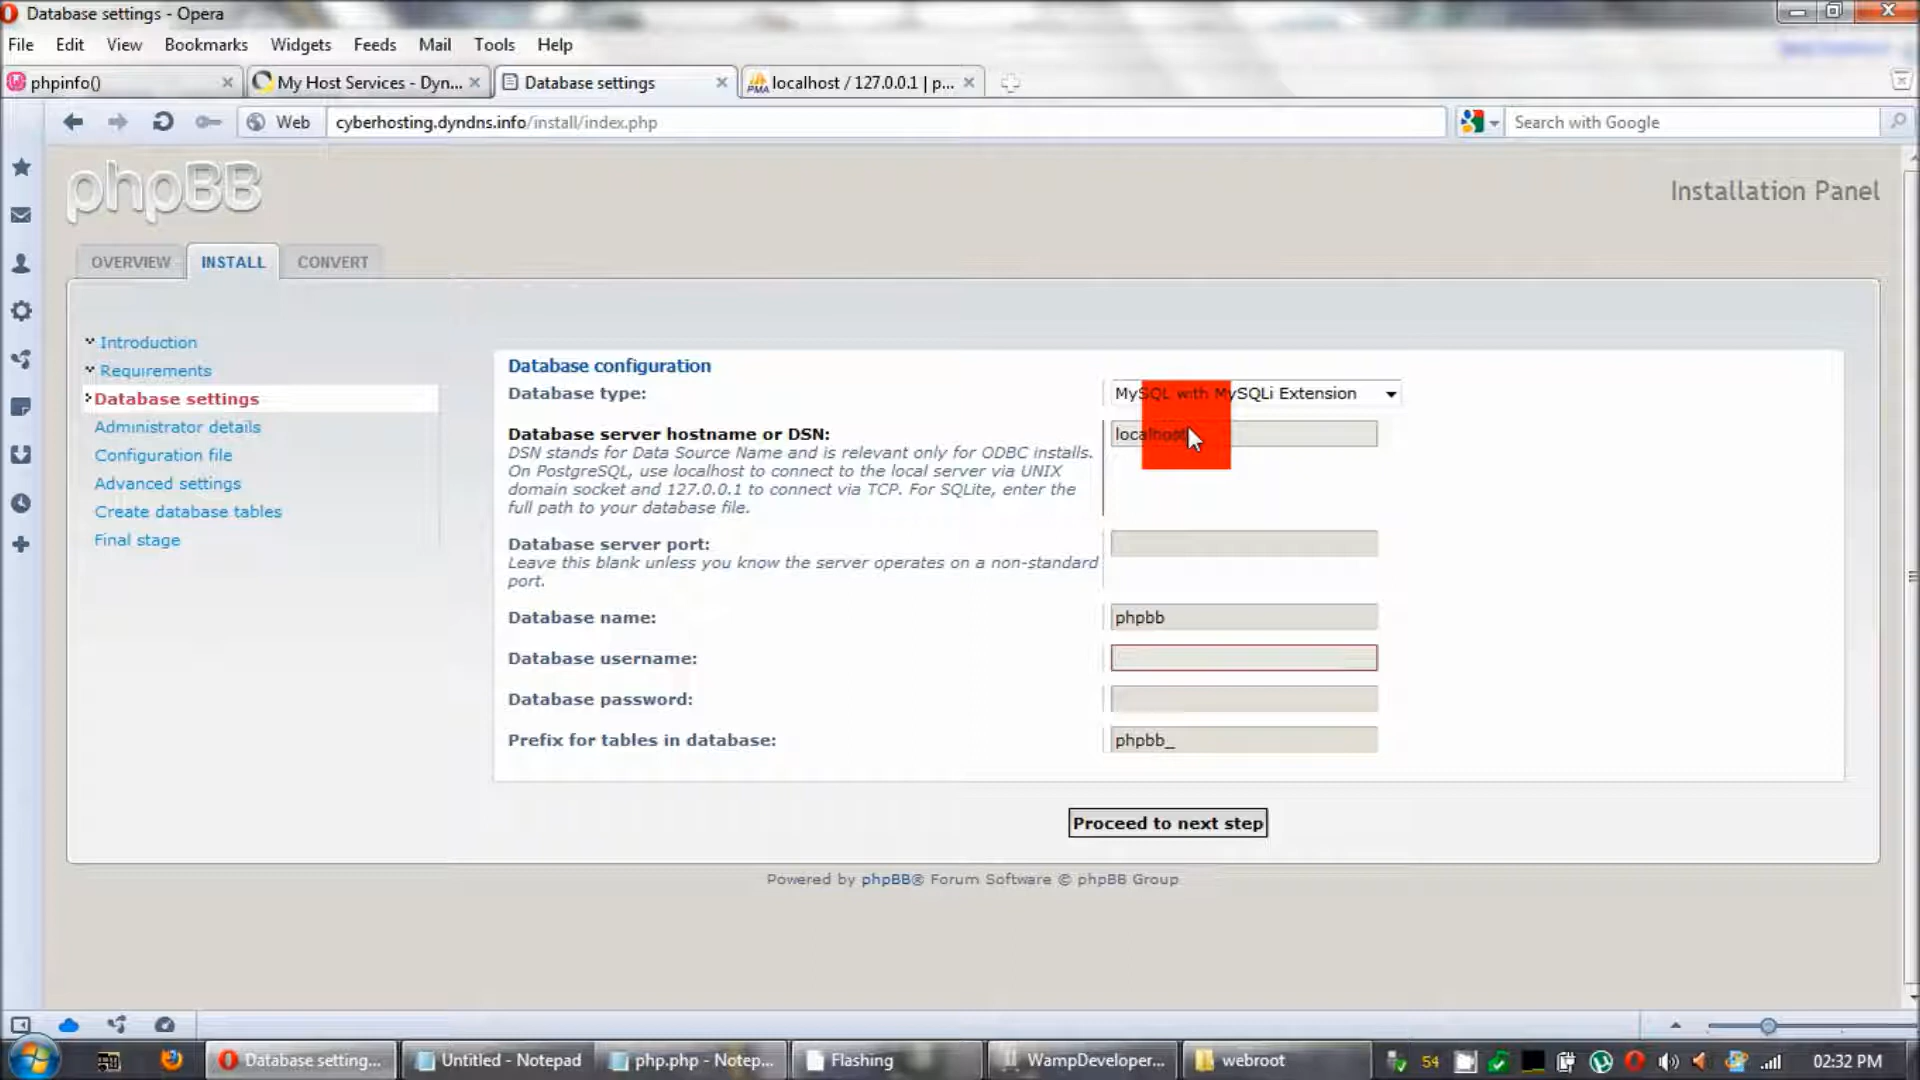 Database settings - Opera
File Edit View Bookmarks Widgets Feeds Mail Tools Help
phpinfo() My Host Services - Dyn... Database settings PMA localhost / 127.0.0.1 | p...
Web cyberhosting.dyndns.info/install/index.php Search with Google
phpBB
Installation Panel
OVERVIEW INSTALL CONVERT
Introduction
Requirements
Database settings
Administrator details
Configuration file
Advanced settings
Create database tables
Final stage
Database configuration
Database type: MySQL with MySQLi Extension
Database server hostname or DSN: localhost
DSN stands for Data Source Name and is relevant only for ODBC installs.
On PostgreSQL, use localhost to connect to the local server via UNIX
domain socket and 127.0.0.1 to connect via TCP. For SQLite, enter the
full path to your database file.
Database server port:
Leave this blank unless you know the server operates on a non-standard
port.
Database name: phpbb
Database username:
Database password:
Prefix for tables in database: phpbb_
Proceed to next step
Powered by phpBB® Forum Software © phpBB Group
Database setting... Untitled - Notepad php.php - Notep... Flashing WampDeveloper... webroot 54 02:32 PM